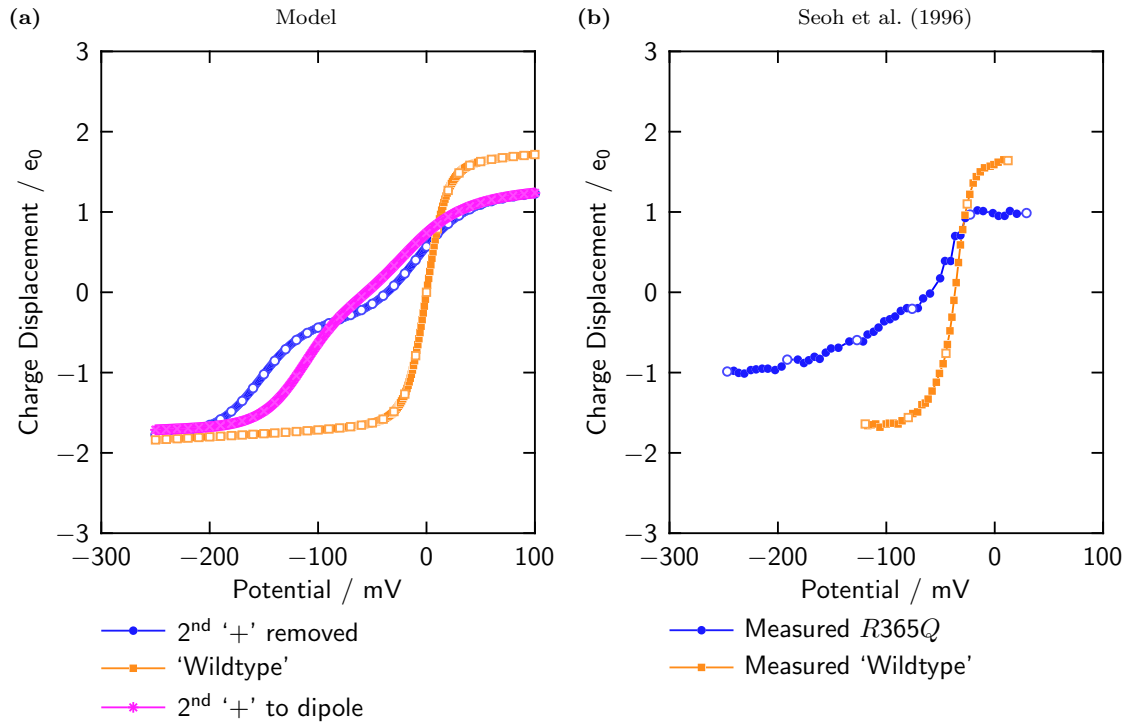 (a) Model
3
2
1
0
−1
−2
−3
Charge Displacement / e₀
−300 −200 −100 0 100
Potential / mV
2ⁿᵈ ‘+’ removed
‘Wildtype’
2ⁿᵈ ‘+’ to dipole
(b) Seoh et al. (1996)
3
2
1
0
−1
−2
−3
Charge Displacement / e₀
−300 −200 −100 0 100
Potential / mV
Measured R365Q
Measured ‘Wildtype’